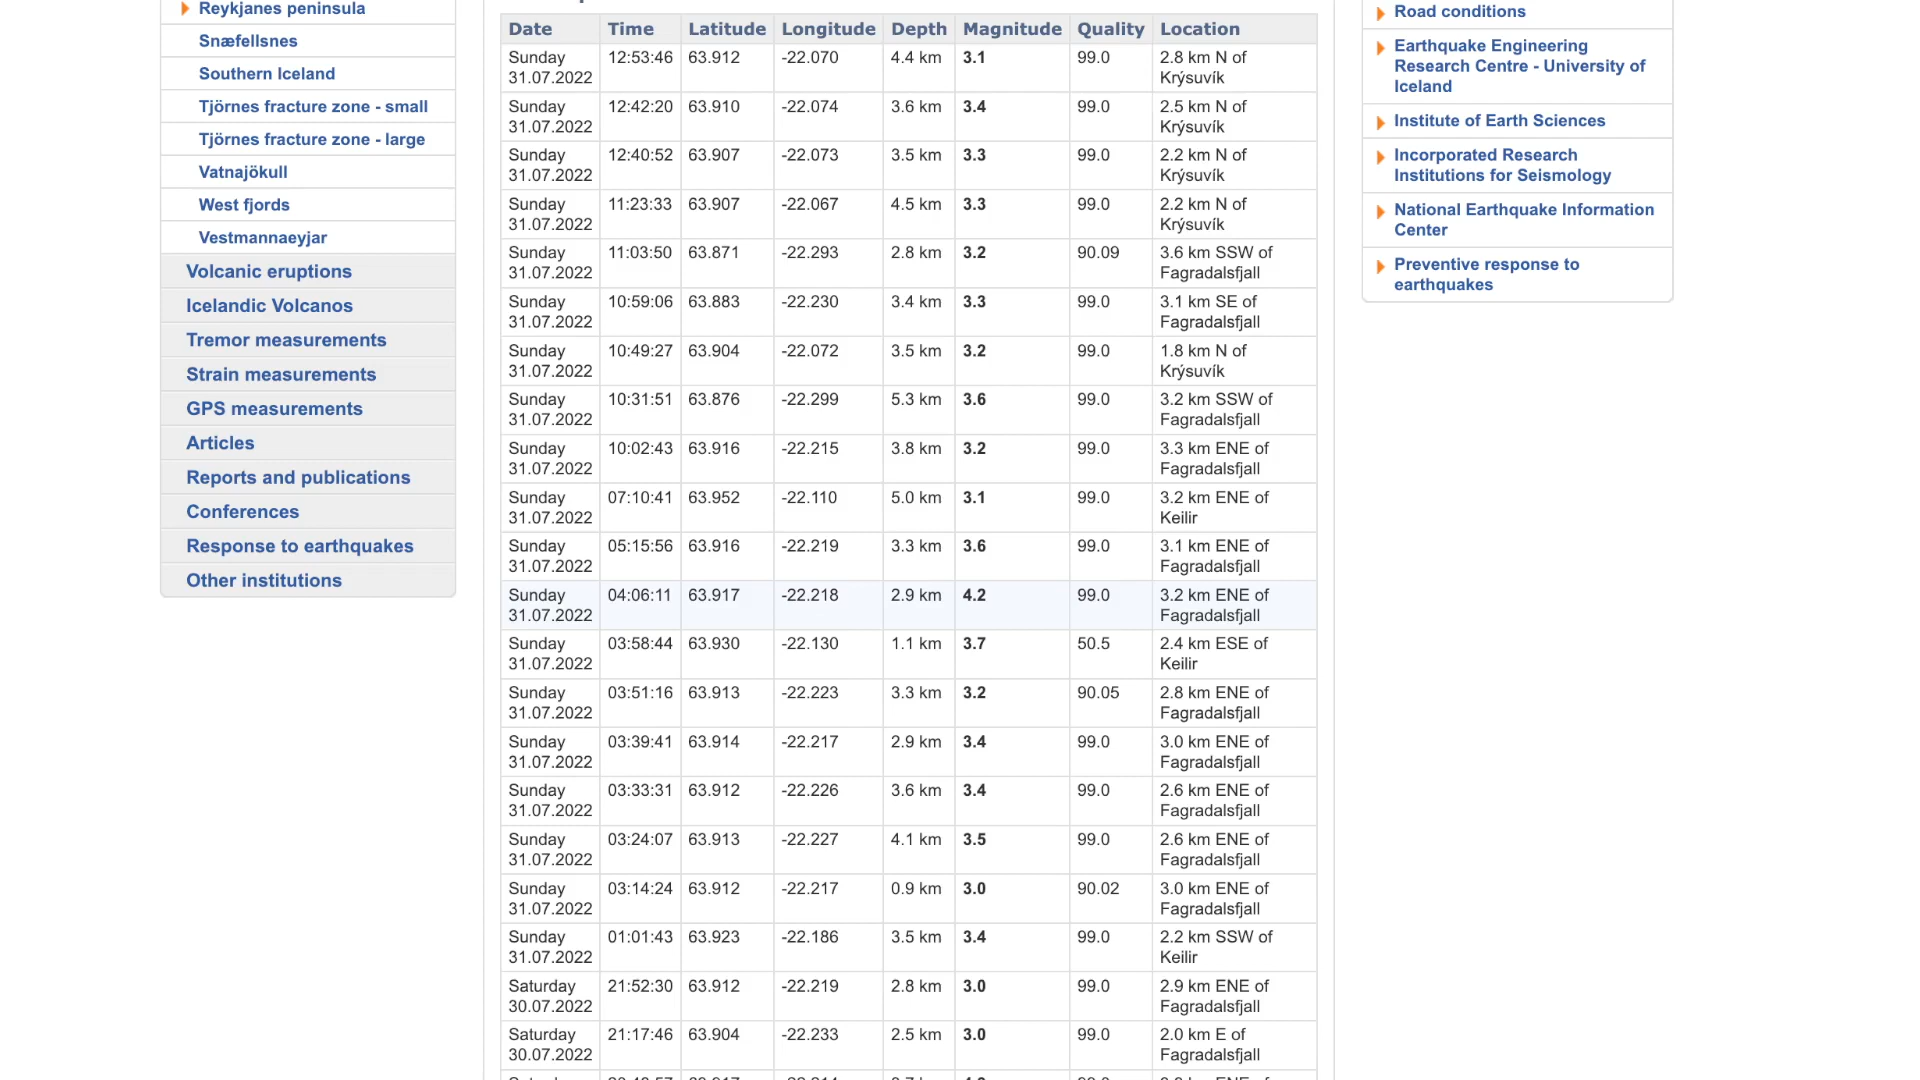 Reykjanes peninsula
Snæfellsnes
Southern Iceland
Tjörnes fracture zone - small
Tjörnes fracture zone - large
Vatnajökull
West fjords
Vestmannaeyjar
Volcanic eruptions
Icelandic Volcanos
Tremor measurements
Strain measurements
GPS measurements
Articles
Reports and publications
Conferences
Response to earthquakes
Other institutions
Date Time Latitude Longitude Depth Magnitude Quality Location
Sunday 12:53:46 63.912 -22.070 4.4 km 3.1 99.0 2.8 km N of
31.07.2022 Krýsuvík
Sunday 12:42:20 63.910 -22.074 3.6 km 3.4 99.0 2.5 km N of
31.07.2022 Krýsuvík
Sunday 12:40:52 63.907 -22.073 3.5 km 3.3 99.0 2.2 km N of
31.07.2022 Krýsuvík
Sunday 11:23:33 63.907 -22.067 4.5 km 3.3 99.0 2.2 km N of
31.07.2022 Krýsuvík
Sunday 11:03:50 63.871 -22.293 2.8 km 3.2 90.09 3.6 km SSW of
31.07.2022 Fagradalsfjall
Sunday 10:59:06 63.883 -22.230 3.4 km 3.3 99.0 3.1 km SE of
31.07.2022 Fagradalsfjall
Sunday 10:49:27 63.904 -22.072 3.5 km 3.2 99.0 1.8 km N of
31.07.2022 Krýsuvík
Sunday 10:31:51 63.876 -22.299 5.3 km 3.6 99.0 3.2 km SSW of
31.07.2022 Fagradalsfjall
Sunday 10:02:43 63.916 -22.215 3.8 km 3.2 99.0 3.3 km ENE of
31.07.2022 Fagradalsfjall
Sunday 07:10:41 63.952 -22.110 5.0 km 3.1 99.0 3.2 km ENE of
31.07.2022 Keilir
Sunday 05:15:56 63.916 -22.219 3.3 km 3.6 99.0 3.1 km ENE of
31.07.2022 Fagradalsfjall
Sunday 04:06:11 63.917 -22.218 2.9 km 4.2 99.0 3.2 km ENE of
31.07.2022 Fagradalsfjall
Sunday 03:58:44 63.930 -22.130 1.1 km 3.7 50.5 2.4 km ESE of
31.07.2022 Keilir
Sunday 03:51:16 63.913 -22.223 3.3 km 3.2 90.05 2.8 km ENE of
31.07.2022 Fagradalsfjall
Sunday 03:39:41 63.914 -22.217 2.9 km 3.4 99.0 3.0 km ENE of
31.07.2022 Fagradalsfjall
Sunday 03:33:31 63.912 -22.226 3.6 km 3.4 99.0 2.6 km ENE of
31.07.2022 Fagradalsfjall
Sunday 03:24:07 63.913 -22.227 4.1 km 3.5 99.0 2.6 km ENE of
31.07.2022 Fagradalsfjall
Sunday 03:14:24 63.912 -22.217 0.9 km 3.0 90.02 3.0 km ENE of
31.07.2022 Fagradalsfjall
Sunday 01:01:43 63.923 -22.186 3.5 km 3.4 99.0 2.2 km SSW of
31.07.2022 Keilir
Saturday 21:52:30 63.912 -22.219 2.8 km 3.0 99.0 2.9 km ENE of
30.07.2022 Fagradalsfjall
Saturday 21:17:46 63.904 -22.233 2.5 km 3.0 99.0 2.0 km E of
30.07.2022 Fagradalsfjall
Road conditions
Earthquake Engineering
Research Centre - University of
Iceland
Institute of Earth Sciences
Incorporated Research
Institutions for Seismology
National Earthquake Information
Center
Preventive response to
earthquakes